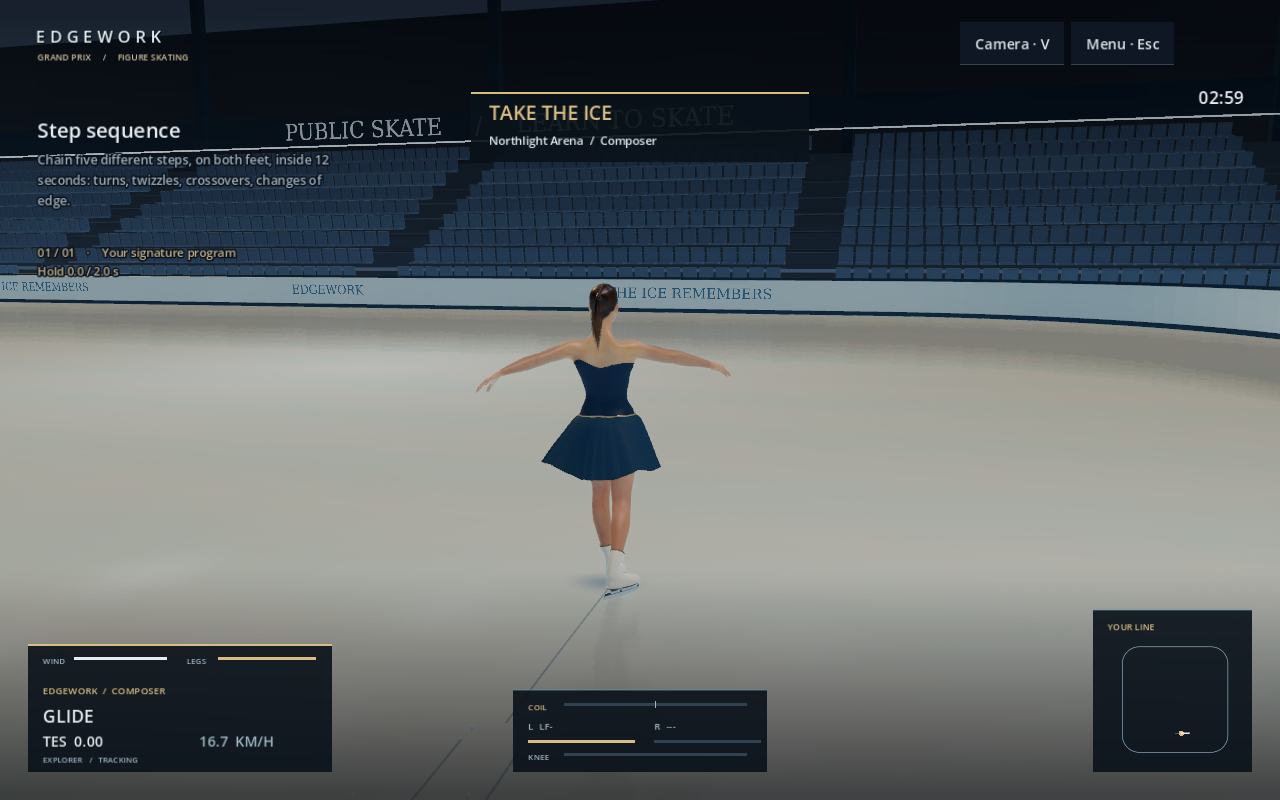 EDGEWORK
GRAND PRIX / FIGURE SKATING
Camera · V
Menu · Esc
02:59
TAKE THE ICE
Northlight Arena / Composer
PUBLIC SKATE / LEARN TO SKATE
Step sequence
Chain five different steps, on both feet, inside 12
seconds: turns, twizzles, crossovers, changes of
edge.
01 / 01 · Your signature program
Hold 0.0 / 2.0 s
ICE REMEMBERS
EDGEWORK
HE ICE REMEMBERS
WIND
LEGS
EDGEWORK / COMPOSER
GLIDE
TES 0.00
16.7 KM/H
EXPLORER / TRACKING
COIL
L LF-
R ---
KNEE
YOUR LINE